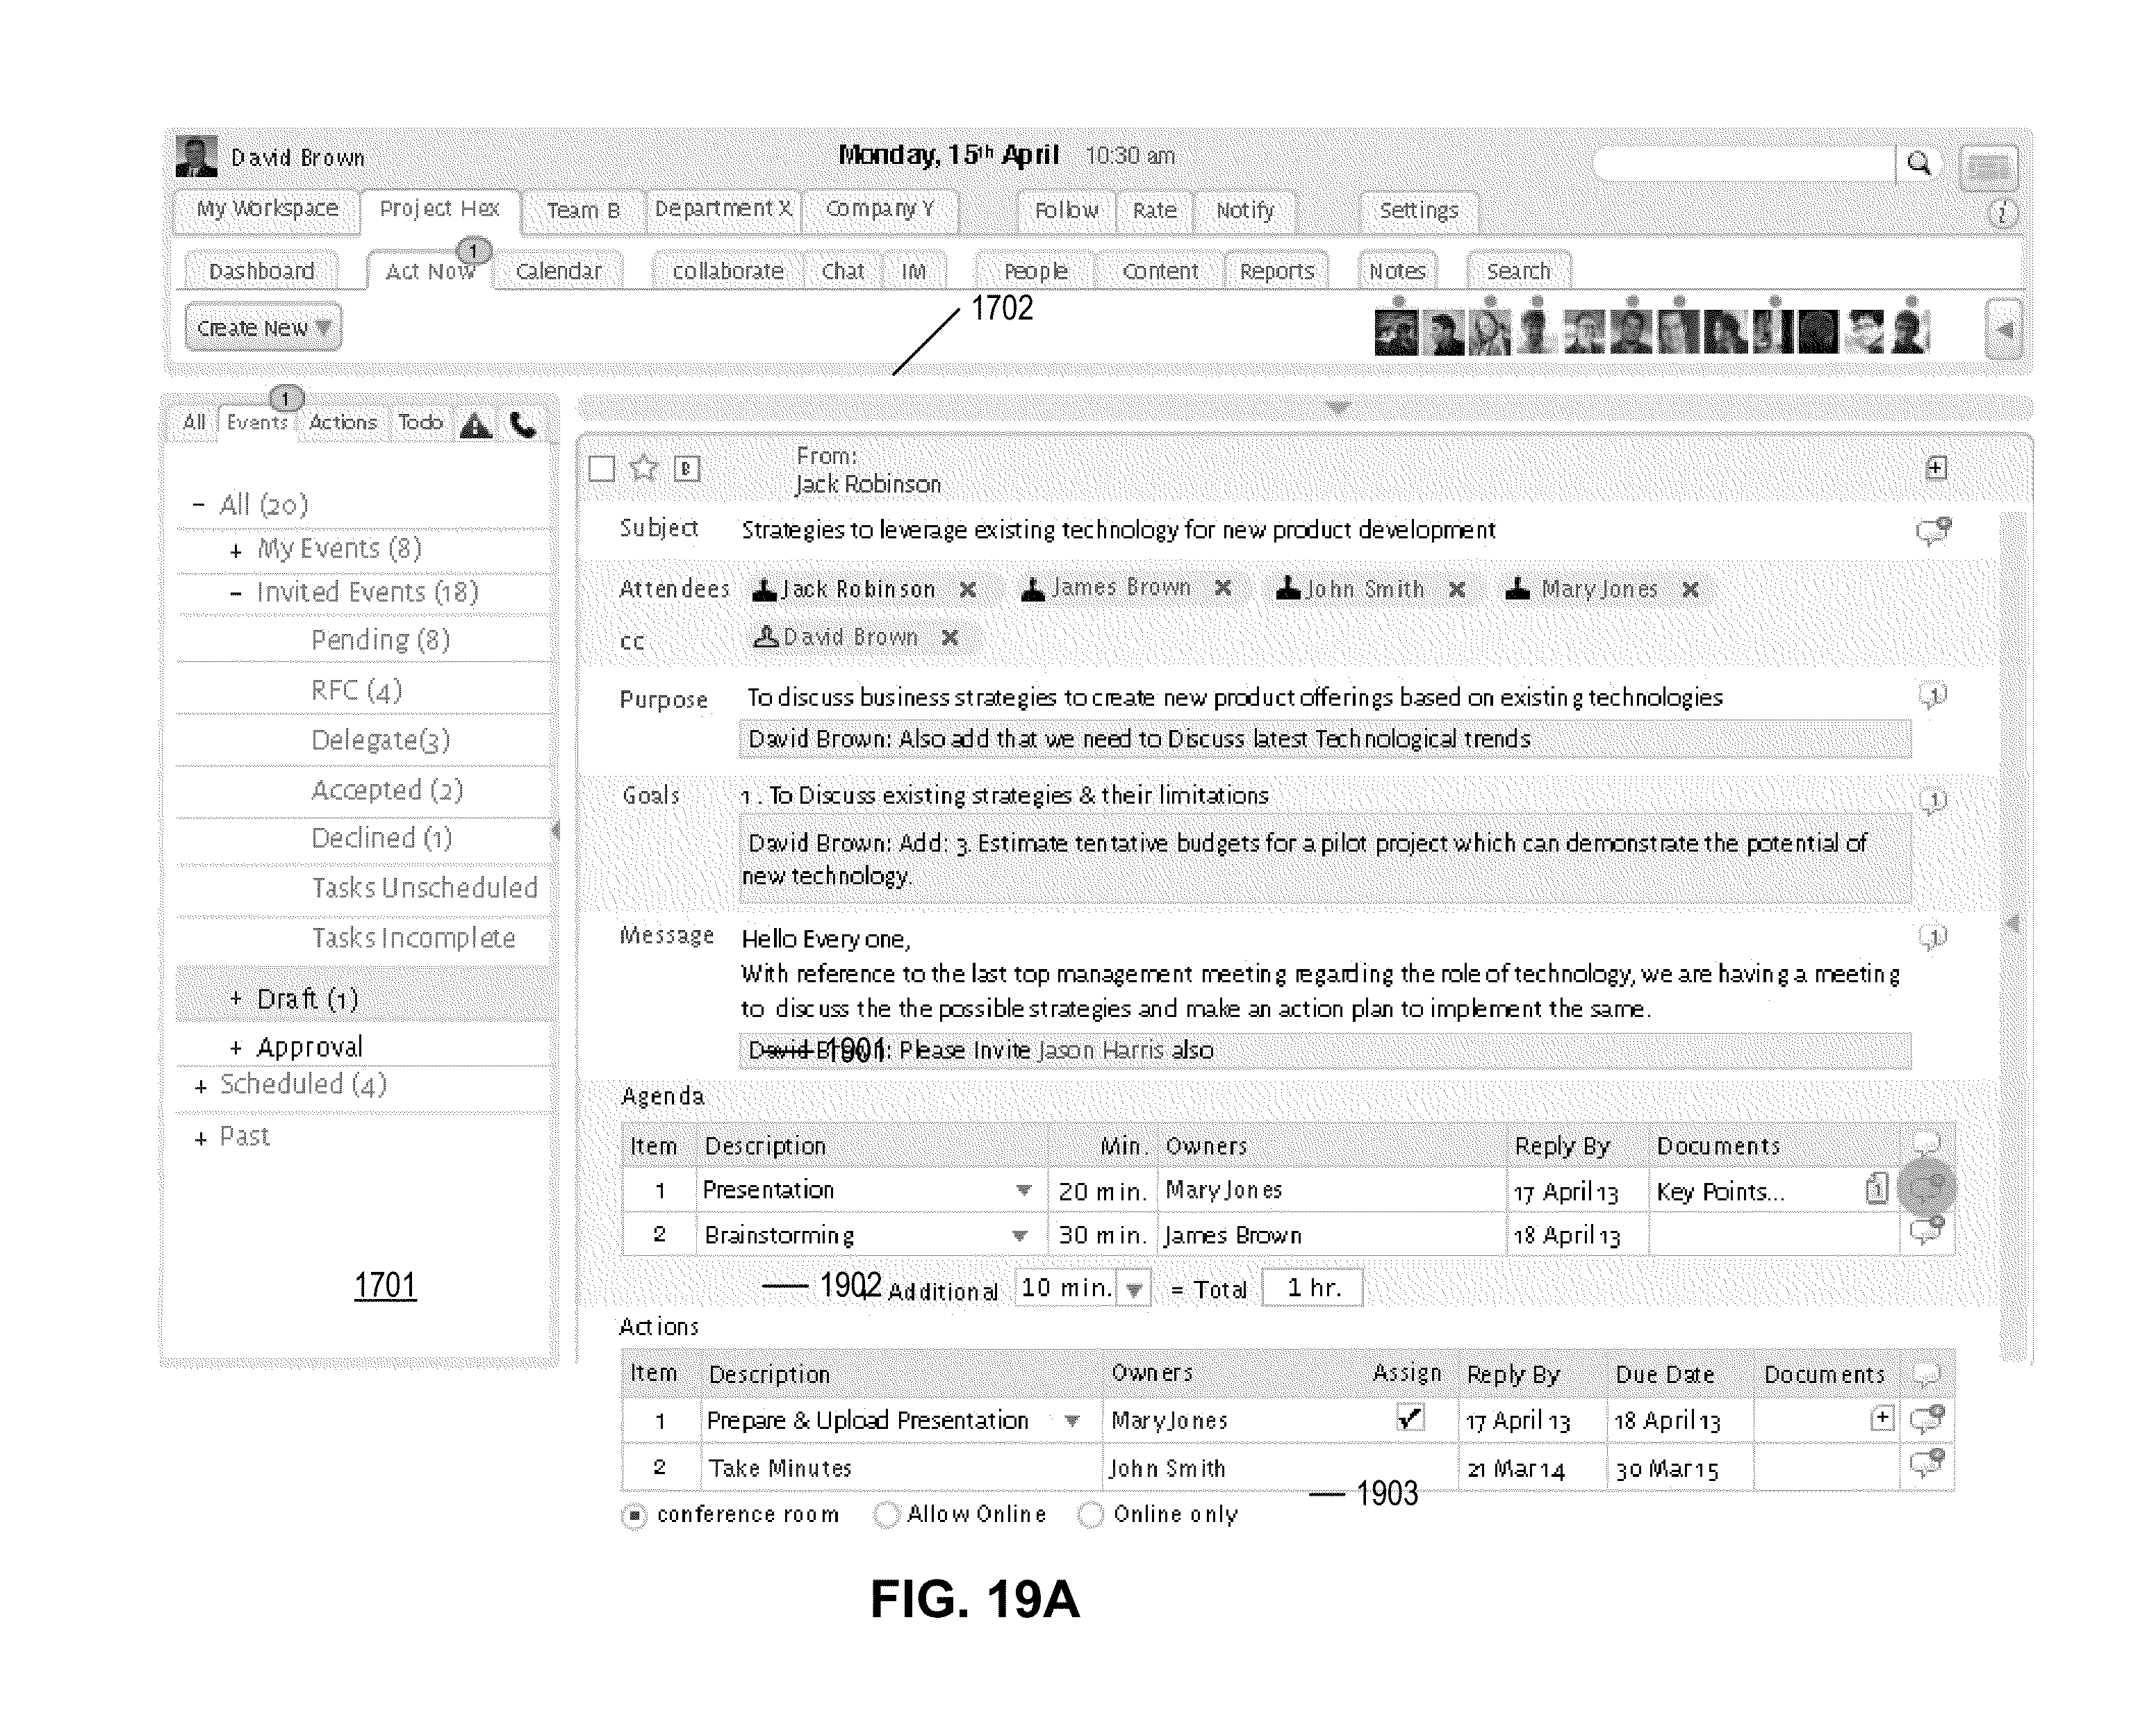 David Brown Monday, 15th April 10:30 am
My Workspace Project Hex Team B Department X Company Y Follow Rate Notify Settings i
1
Dashboard Act Now Calendar collaborate Chat IM People Content Reports Notes Search
1702
Create New
1
All Events Actions Todo
- All (20)
+ My Events (8)
- Invited Events (18)
Pending (8)
RFC (4)
Delegate(3)
Accepted (2)
Declined (1)
Tasks Unscheduled
Tasks Incomplete
+ Draft (1)
+ Approval
+ Scheduled (4)
+ Past
1701
From:
Jack Robinson
Subject Strategies to leverage existing technology for new product development
Attendees Jack Robinson x James Brown x John Smith x Mary Jones x
cc David Brown x
Purpose To discuss business strategies to create new product offerings based on existing technologies 1
David Brown: Also add that we need to Discuss latest Technological trends
Goals 1. To Discuss existing strategies & their limitations 1
David Brown: Add: 3. Estimate tentative budgets for a pilot project which can demonstrate the potential of
new technology.
Message Hello Every one, 1
With reference to the last top management meeting regarding the role of technology, we are having a meeting
to discuss the the possible strategies and make an action plan to implement the same.
David Brown: Please Invite Jason Harris also
1901
Agenda
Item Description Min. Owners Reply By Documents
1 Presentation 20 min. Mary Jones 17 April 13 Key Points... 1
2 Brainstorming 30 min. James Brown 18 April 13
1902 Additional 10 min. = Total 1 hr.
Actions
Item Description Owners Assign Reply By Due Date Documents
1 Prepare & Upload Presentation Mary Jones 17 April 13 18 April 13
2 Take Minutes John Smith 21 Mar 14 30 Mar 15
1903
conference room Allow Online Online only
FIG. 19A